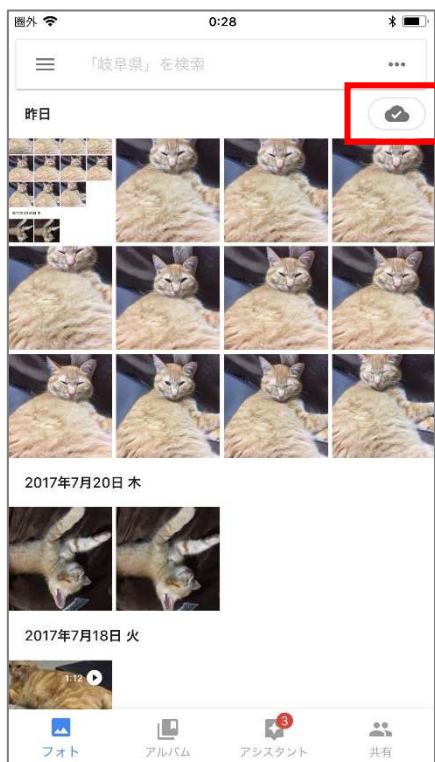 圏外 0:28
「岐阜県」を検索
昨日
2017年7月20日 木
2017年7月18日 火
1:12
3
フォト アルバム アシスタント 共有